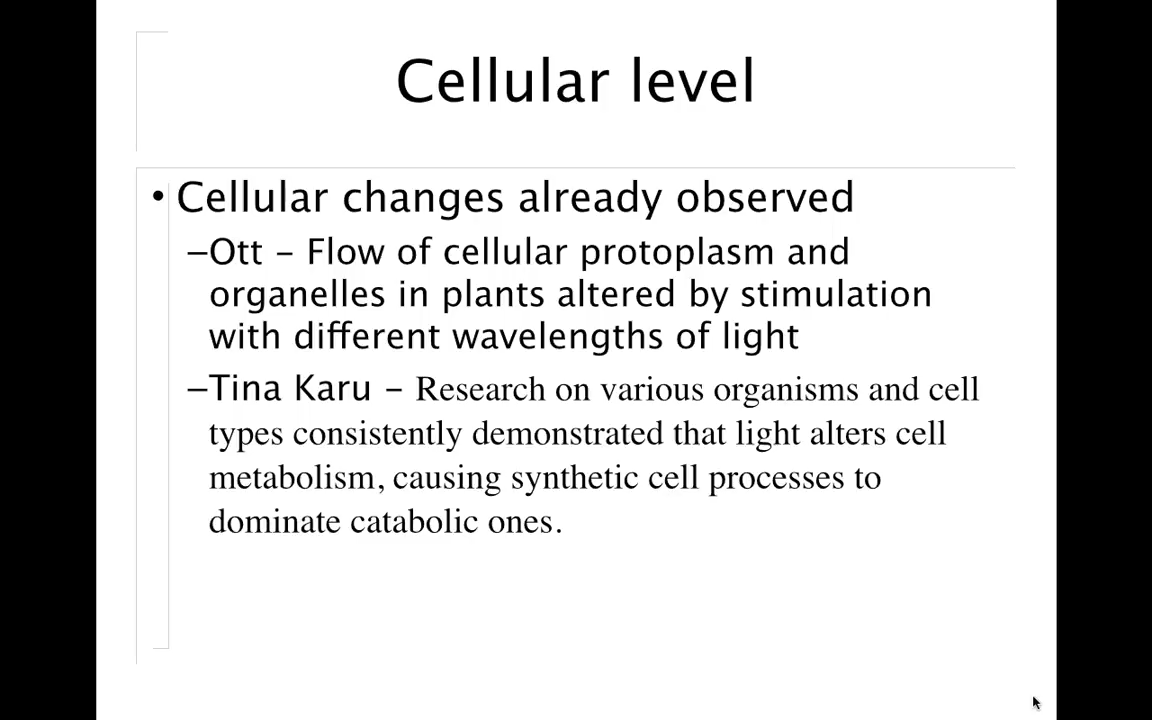 Cellular level
• Cellular changes already observed
–Ott – Flow of cellular protoplasm and
organelles in plants altered by stimulation
with different wavelengths of light
–Tina Karu – Research on various organisms and cell
types consistently demonstrated that light alters cell
metabolism, causing synthetic cell processes to
dominate catabolic ones.